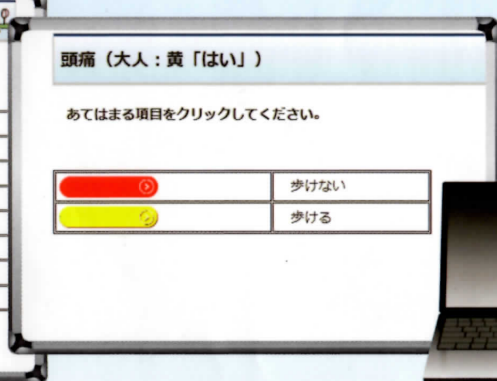 頭痛（大人：黄「はい」）
あてはまる項目をクリックしてください。
歩けない
歩ける